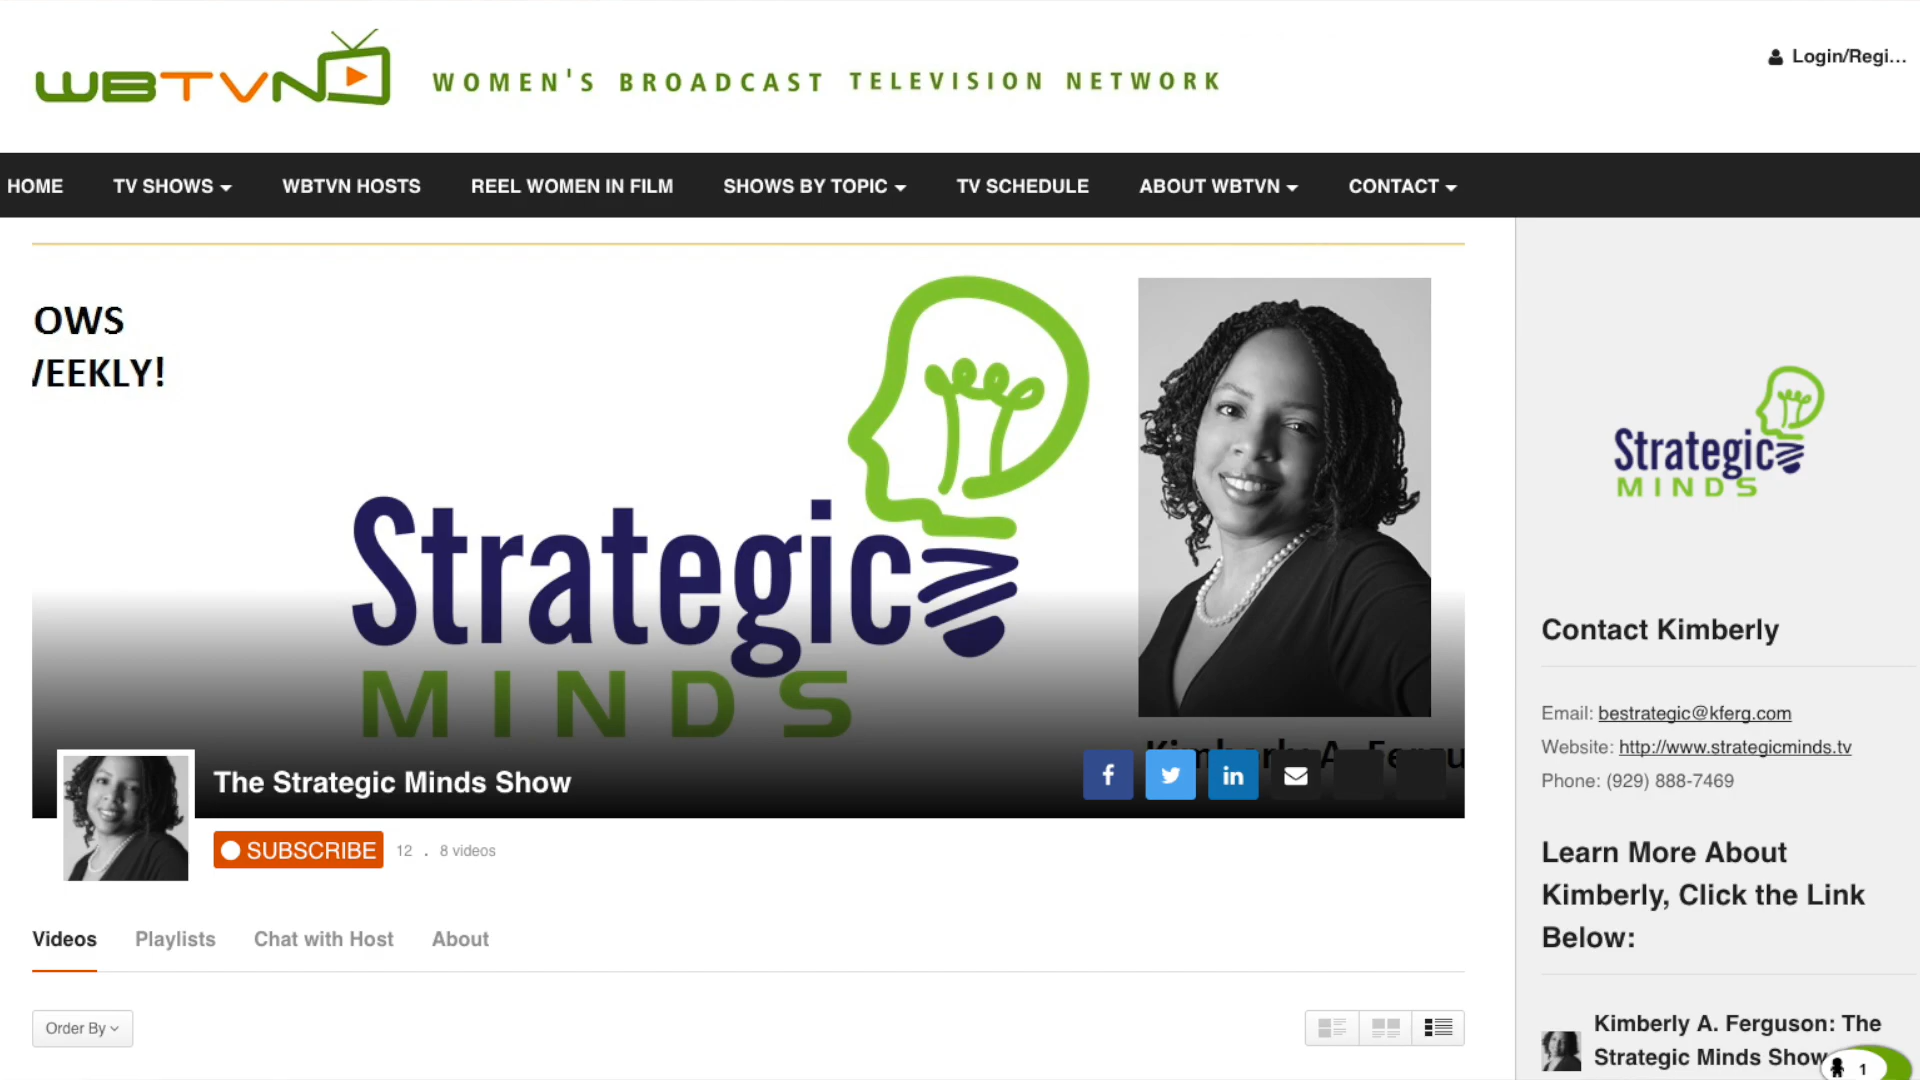 WBTVN
WOMEN'S BROADCAST TELEVISION NETWORK
Login/Regi...
HOME
TV SHOWS
WBTVN HOSTS
REEL WOMEN IN FILM
SHOWS BY TOPIC
TV SCHEDULE
ABOUT WBTVN
CONTACT
OWS
EEKLY!
Strategic
MINDS
Kimberly A. Fergu
f
in
The Strategic Minds Show
SUBSCRIBE 12 . 8 videos
Videos
Playlists
Chat with Host
About
Order By
Strategic
MINDS
Contact Kimberly
Email: bestrategic@kferg.com
Website: http://www.strategicminds.tv
Phone: (929) 888-7469
Learn More About
Kimberly, Click the Link
Below:
Kimberly A. Ferguson: The
Strategic Minds Show
1